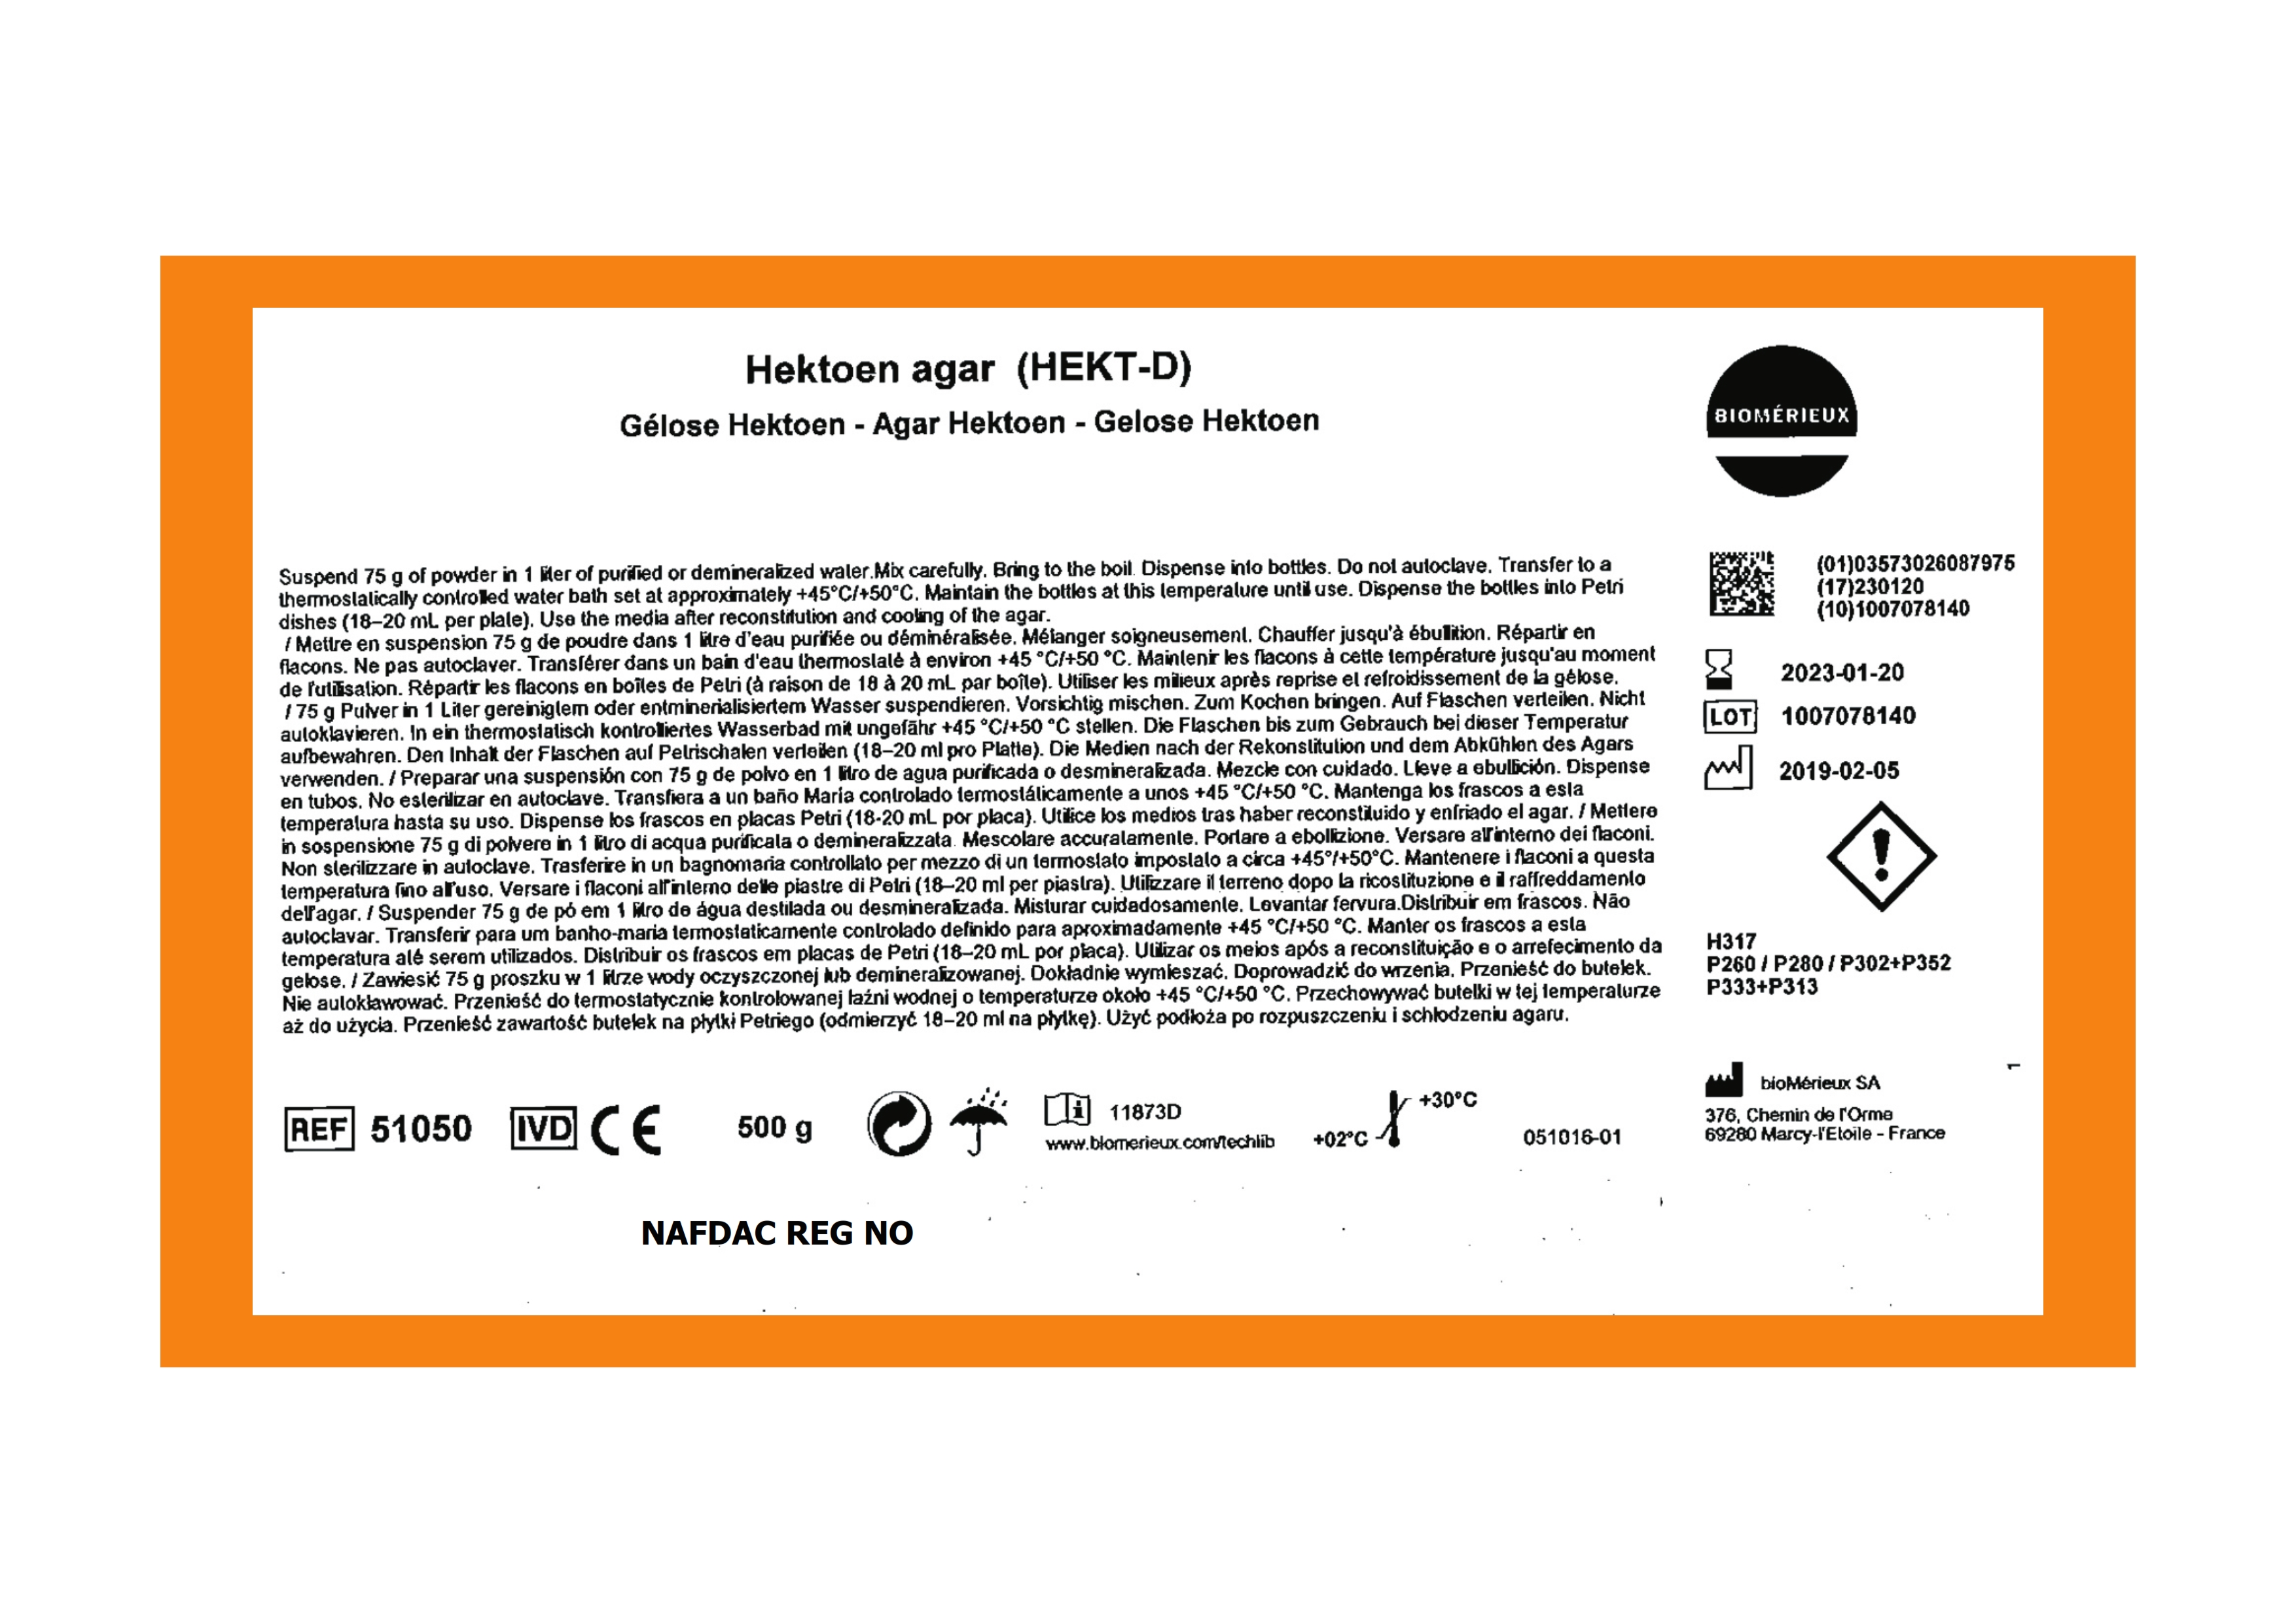 Hektoen agar (HEKT-D)
Gélose Hektoen - Agar Hektoen - Gelose Hektoen
BIOMÉRIEUX
Suspend 75 g of powder in 1 liter of purified or demineralized water.Mix carefully. Bring to the boil. Dispense into bottles. Do not autoclave. Transfer to a
thermostatically controlled water bath set at approximately +45°C/+50°C. Maintain the bottles at this temperature until use. Dispense the bottles into Petri
dishes (18–20 mL per plate). Use the media after reconstitution and cooling of the agar.
/ Mettre en suspension 75 g de poudre dans 1 litre d'eau purifiée ou déminéralisée. Mélanger soigneusement. Chauffer jusqu'à ébullition. Répartir en
flacons. Ne pas autoclaver. Transférer dans un bain d'eau thermostaté à environ +45 °C/+50 °C. Maintenir les flacons à cette température jusqu'au moment
de l'utilisation. Répartir les flacons en boîtes de Petri (à raison de 18 à 20 mL par boîte). Utiliser les milieux après reprise et refroidissement de la gélose.
/ 75 g Pulver in 1 Liter gereinigtem oder entminerialisiertem Wasser suspendieren. Vorsichtig mischen. Zum Kochen bringen. Auf Flaschen verteilen. Nicht
autoklavieren. In ein thermostatisch kontrolliertes Wasserbad mit ungefähr +45 °C/+50 °C stellen. Die Flaschen bis zum Gebrauch bei dieser Temperatur
aufbewahren. Den Inhalt der Flaschen auf Petrischalen verteilen (18–20 ml pro Platte). Die Medien nach der Rekonstitution und dem Abkühlen des Agars
verwenden. / Preparar una suspensión con 75 g de polvo en 1 litro de agua purificada o desmineralizada. Mezcle con cuidado. Lleve a ebullición. Dispense
en tubos. No esterilizar en autoclave. Transfiera a un baño María controlado termostáticamente a unos +45 °C/+50 °C. Mantenga los frascos a esta
temperatura hasta su uso. Dispense los frascos en placas Petri (18-20 mL por placa). Utilice los medios tras haber reconstituido y enfriado el agar. / Mettere
in sospensione 75 g di polvere in 1 litro di acqua purificata o demineralizzata. Mescolare accuratamente. Portare a ebollizione. Versare all'interno dei flaconi.
Non sterilizzare in autoclave. Trasferire in un bagnomaria controllato per mezzo di un termostato impostato a circa +45°/+50°C. Mantenere i flaconi a questa
temperatura fino all'uso. Versare i flaconi all'interno delle piastre di Petri (18–20 ml per piastra). Utilizzare il terreno dopo la ricostituzione e il raffreddamento
dell'agar. / Suspender 75 g de pó em 1 litro de água destilada ou desmineralizada. Misturar cuidadosamente. Levantar fervura.Distribuir em frascos. Não
autoclavar. Transferir para um banho-maria termostaticamente controlado definido para aproximadamente +45 °C/+50 °C. Manter os frascos a esta
temperatura até serem utilizados. Distribuir os frascos em placas de Petri (18–20 mL por placa). Utilizar os meios após a reconstituição e o arrefecimento da
gelose. / Zawiesić 75 g proszku w 1 litrze wody oczyszczonej lub demineralizowanej. Dokładnie wymieszać. Doprowadzić do wrzenia. Przenieść do butelek.
Nie autoklawować. Przenieść do termostatycznie kontrolowanej łaźni wodnej o temperaturze około +45 °C/+50 °C. Przechowywać butelki w tej temperaturze
aż do użycia. Przenieść zawartość butelek na płytki Petriego (odmierzyć 18–20 ml na płytkę). Użyć podłoża po rozpuszczeniu i schłodzeniu agaru.
(01)03573026087975
(17)230120
(10)1007078140
2023-01-20
LOT 1007078140
2019-02-05
H317
P260 / P280 / P302+P352
P333+P313
REF 51050 IVD CE 500 g
i 11873D
www.biomerieux.com/techlib
+02°C +30°C
051016-01
bioMérieux SA
376, Chemin de l'Orme
69280 Marcy-l'Etoile - France
1
NAFDAC REG NO